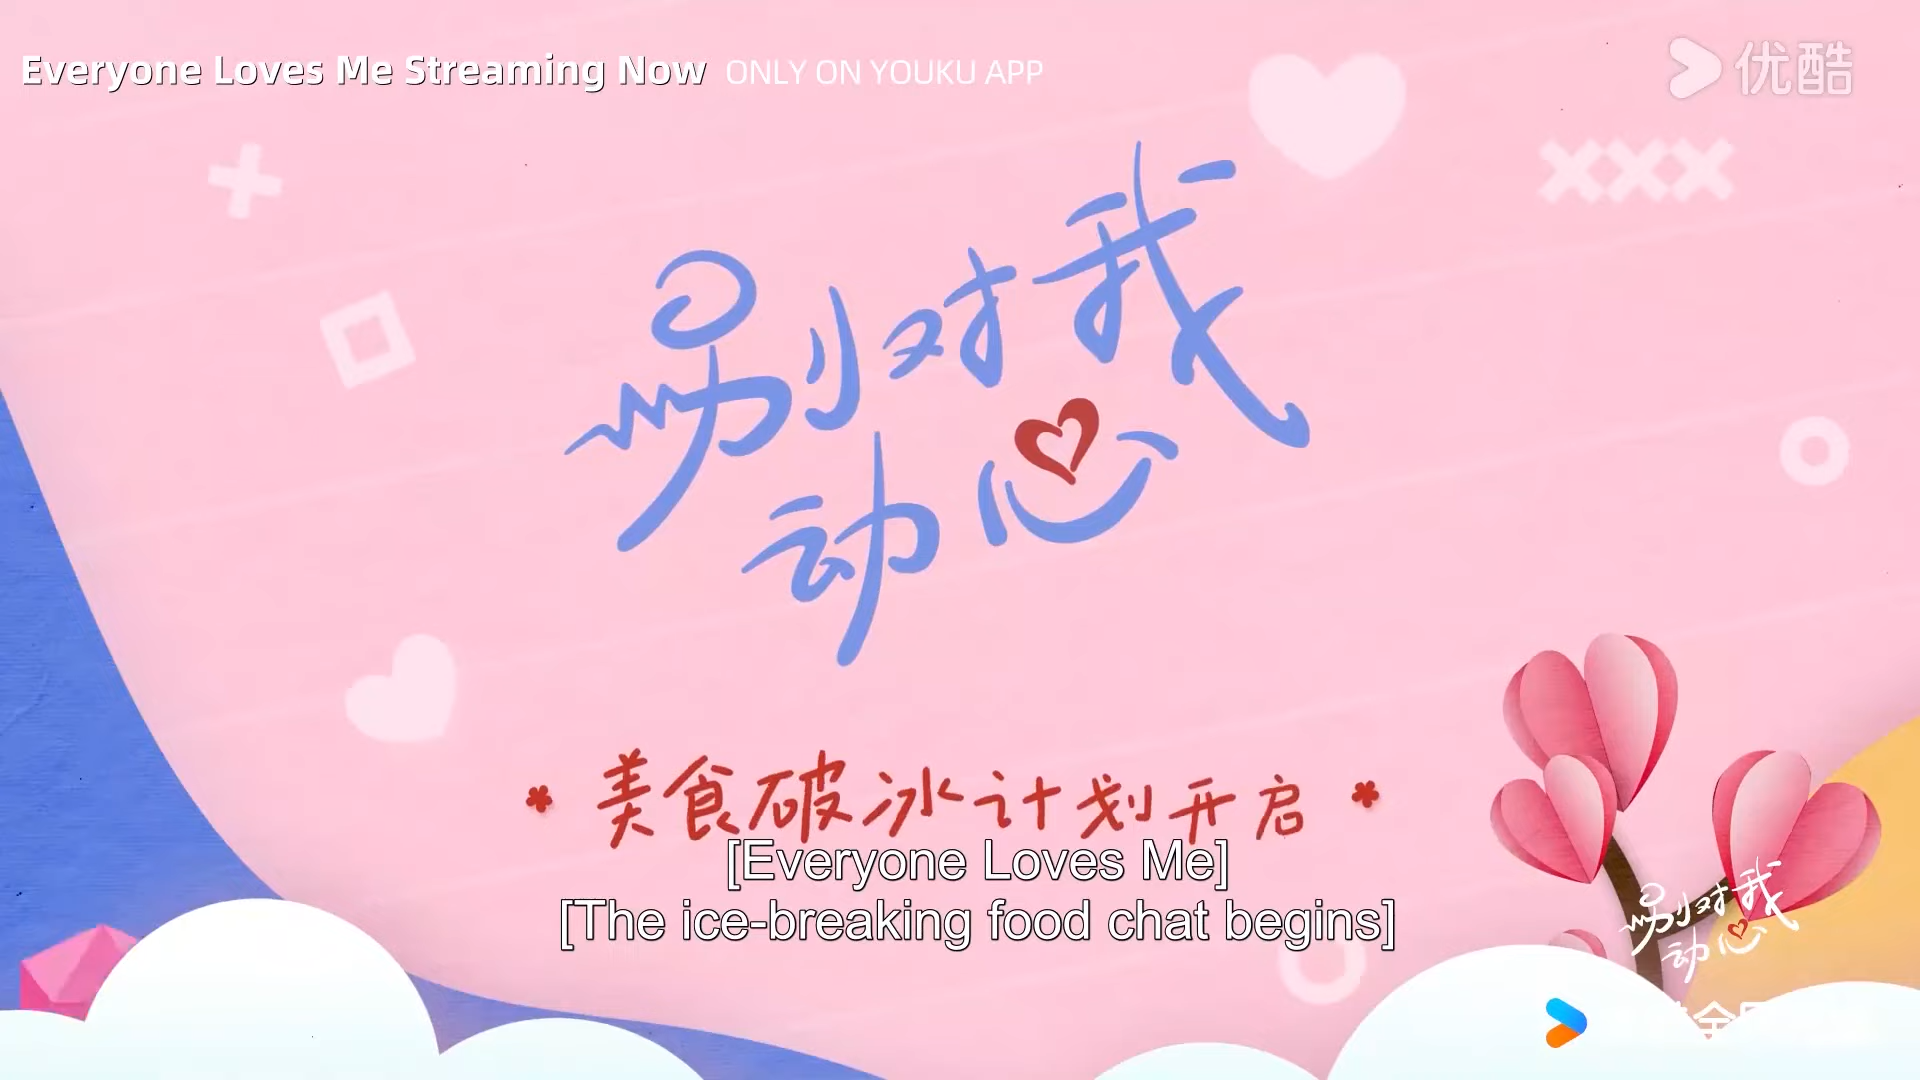 Everyone Loves Me Streaming Now ONLY ON YOUKU APP
优酷
别对我
动心
* 美食破冰计划开启 *
[Everyone Loves Me]
[The ice-breaking food chat begins]
别对我
动心